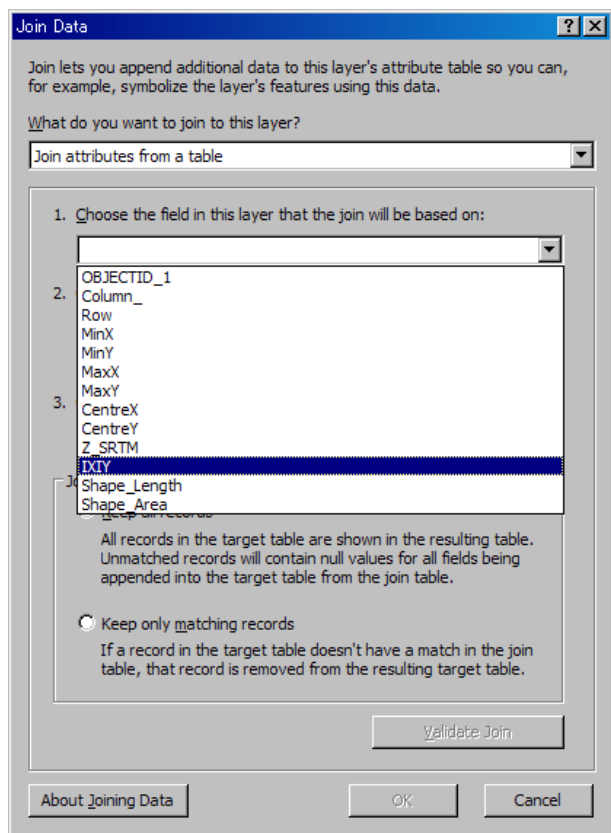 Join Data
Join lets you append additional data to this layer's attribute table so you can,
for example, symbolize the layer's features using this data.
What do you want to join to this layer?
Join attributes from a table
1. Choose the field in this layer that the join will be based on:
OBJECTID_1
2.
Column_
Row
MinX
MinY
MaxX
MaxY
3.
CentreX
CentreY
Z_SRTM
IXIY
Shape_Length
Shape_Area
Keep all records
All records in the target table are shown in the resulting table.
Unmatched records will contain null values for all fields being
appended into the target table from the join table.
Keep only matching records
If a record in the target table doesn't have a match in the join
table, that record is removed from the resulting target table.
Validate Join
About Joining Data
OK
Cancel